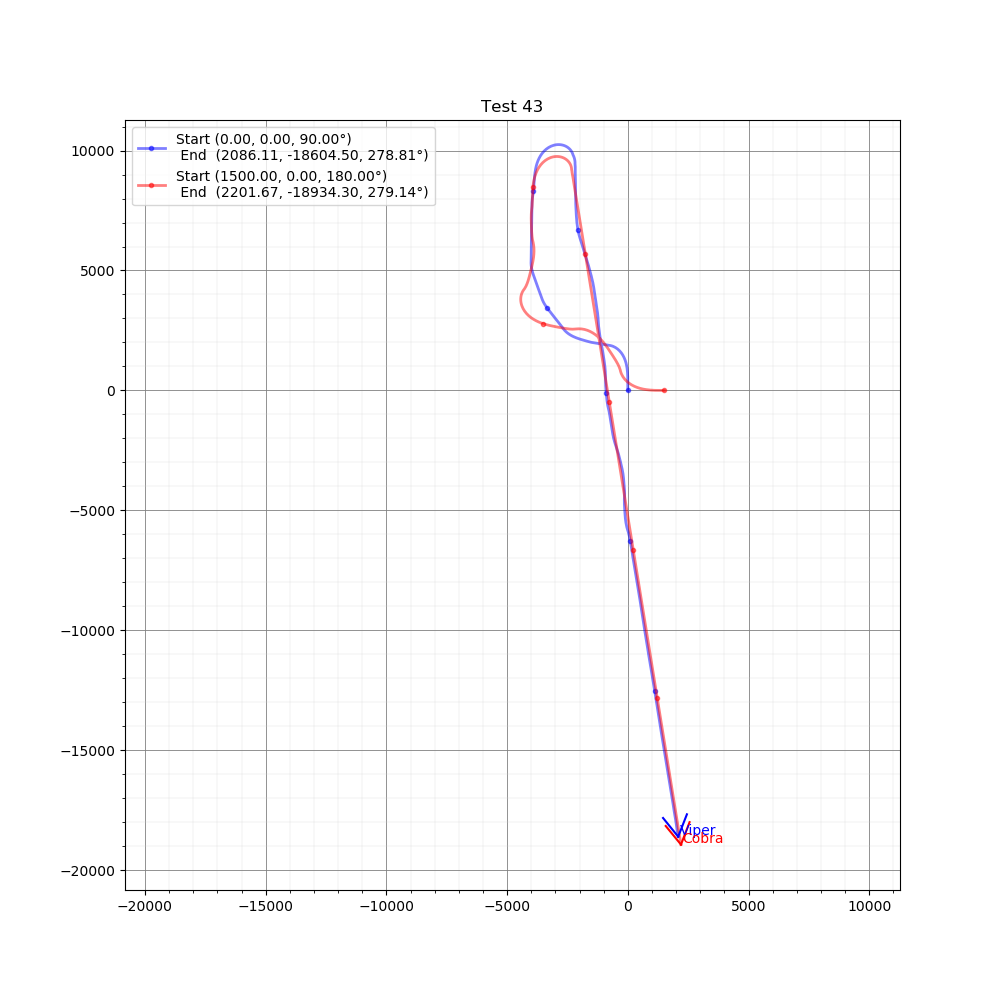 Test 43
Start (0.00, 0.00, 90.00°)
End  (2086.11, -18604.50, 278.81°)
Start (1500.00, 0.00, 180.00°)
End  (2201.67, -18934.30, 279.14°)
10000
5000
0
−5000
−10000
−15000
−20000
Viper
Cobra
−20000
−15000
−10000
−5000
0
5000
10000